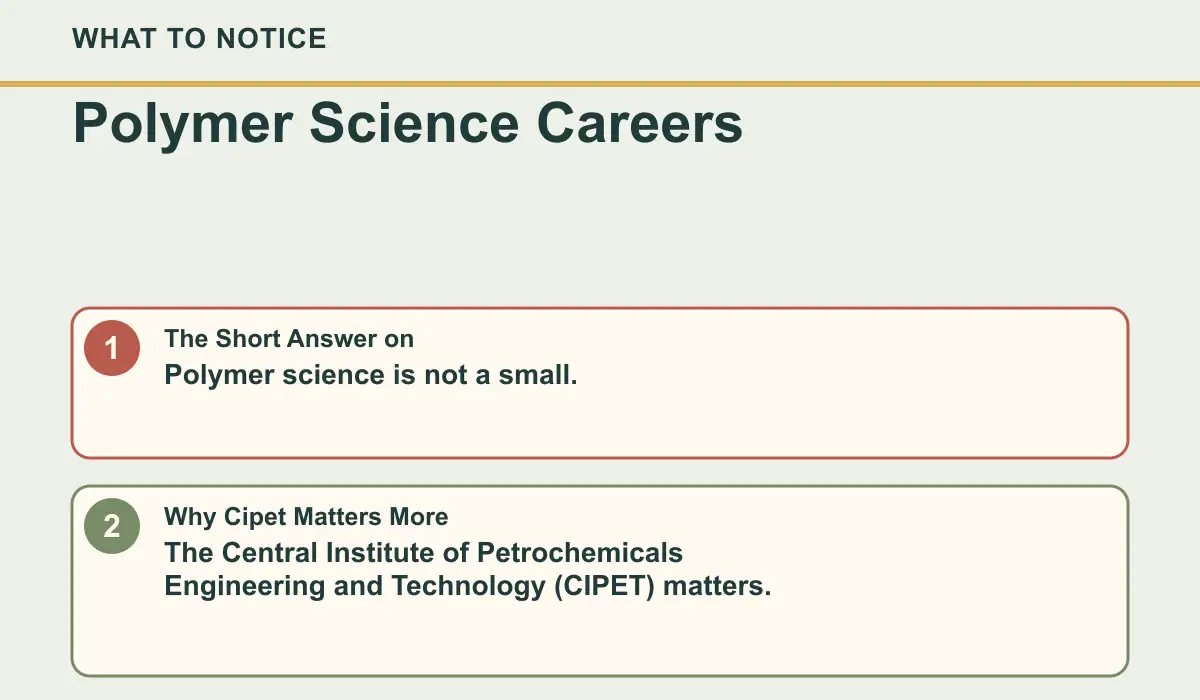 WHAT TO NOTICE
Polymer Science Careers
1
The Short Answer on
Polymer science is not a small.
2
Why Cipet Matters More
The Central Institute of Petrochemicals
Engineering and Technology (CIPET) matters.